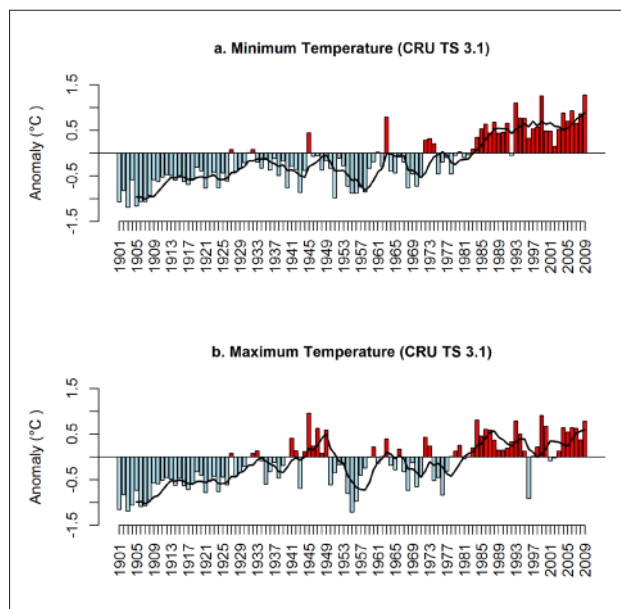 a. Minimum Temperature (CRU TS 3.1)
Anomaly (°C)
1.5
0.5
-0.5
-1.5
1901 1905 1909 1913 1917 1921 1925 1929 1933 1937 1941 1945 1949 1953 1957 1961 1965 1969 1973 1977 1981 1985 1989 1993 1997 2001 2005 2009
b. Maximum Temperature (CRU TS 3.1)
Anomaly (°C)
1.5
0.5
-0.5
-1.5
1901 1905 1909 1913 1917 1921 1925 1929 1933 1937 1941 1945 1949 1953 1957 1961 1965 1969 1973 1977 1981 1985 1989 1993 1997 2001 2005 2009